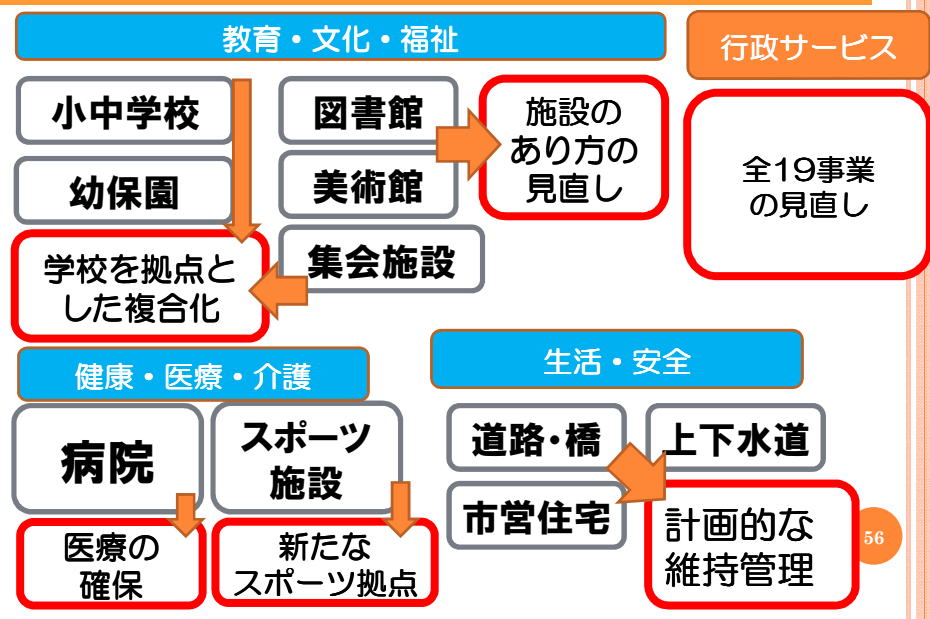 教育・文化・福祉
行政サービス
小中学校
幼保園
図書館
美術館
集会施設
施設の
あり方の
見直し
学校を拠点と
した複合化
全19事業
の見直し
健康・医療・介護
病院
スポーツ
施設
医療の
確保
新たな
スポーツ拠点
生活・安全
道路・橋
上下水道
市営住宅
計画的な
維持管理
56